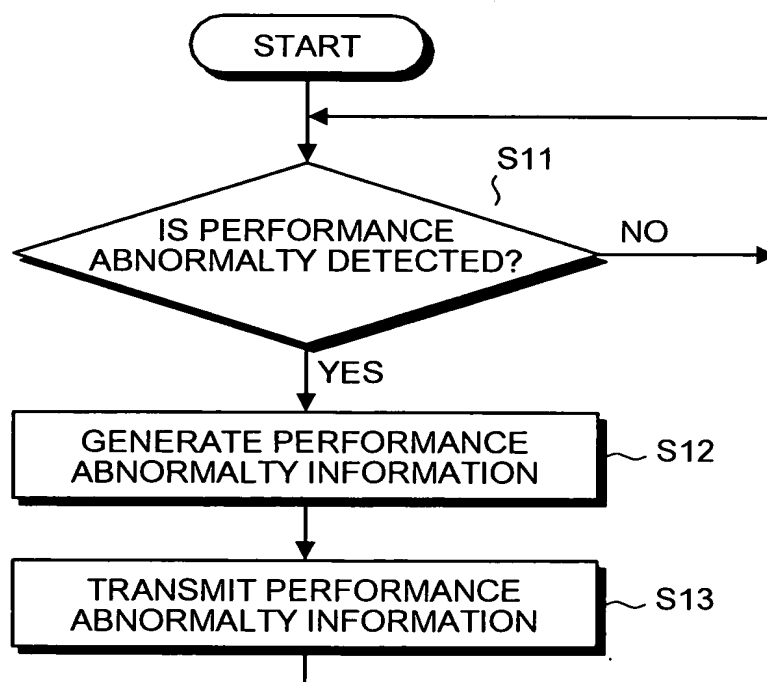 START
S11
IS PERFORMANCE
ABNORMALTY DETECTED?
NO
YES
GENERATE PERFORMANCE
ABNORMALTY INFORMATION
S12
TRANSMIT PERFORMANCE
ABNORMALTY INFORMATION
S13